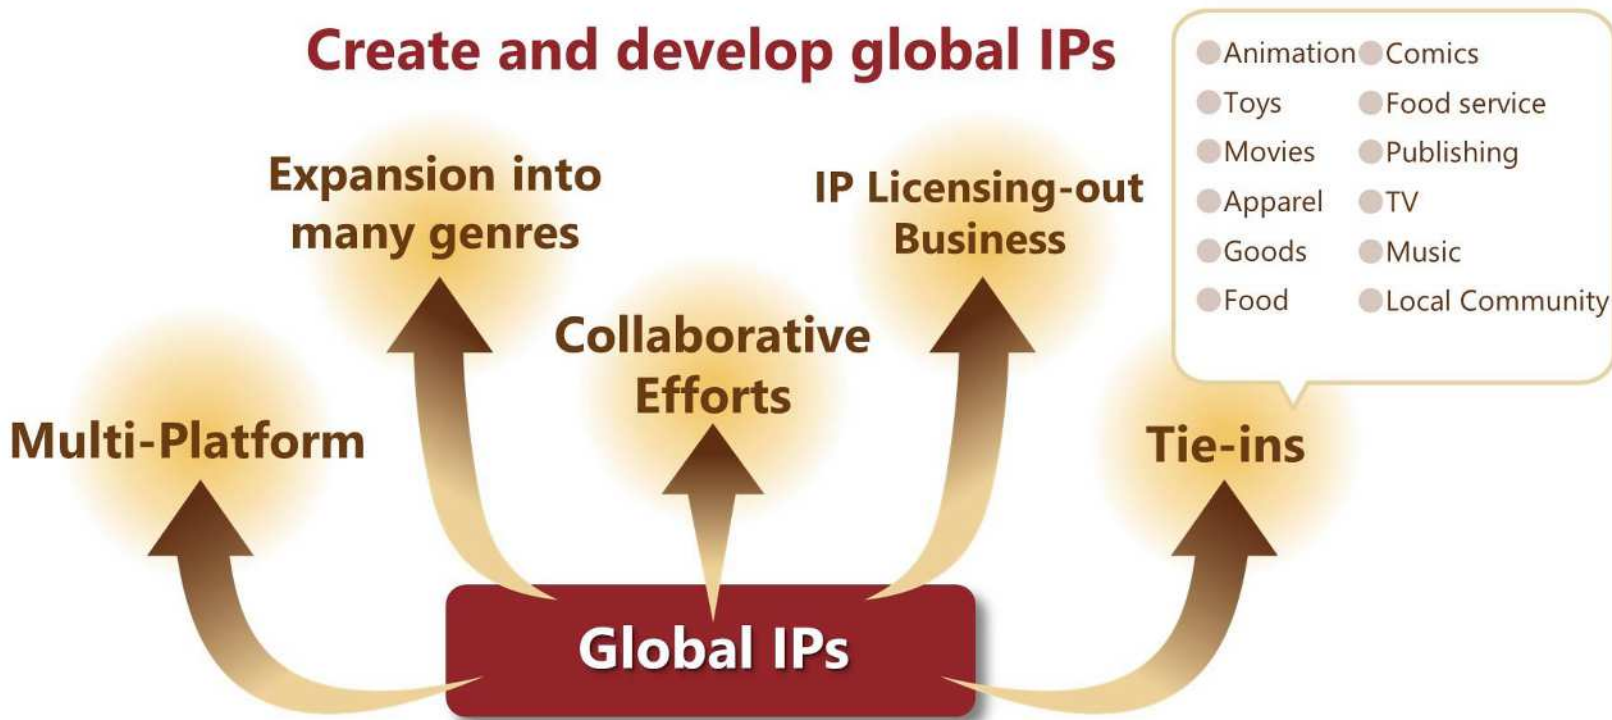 Create and develop global IPs
Animation
Comics
Toys
Food service
Movies
Publishing
Apparel
TV
Goods
Music
Food
Local Community
Expansion into
many genres
IP Licensing-out
Business
Collaborative
Efforts
Multi-Platform
Tie-ins
Global IPs